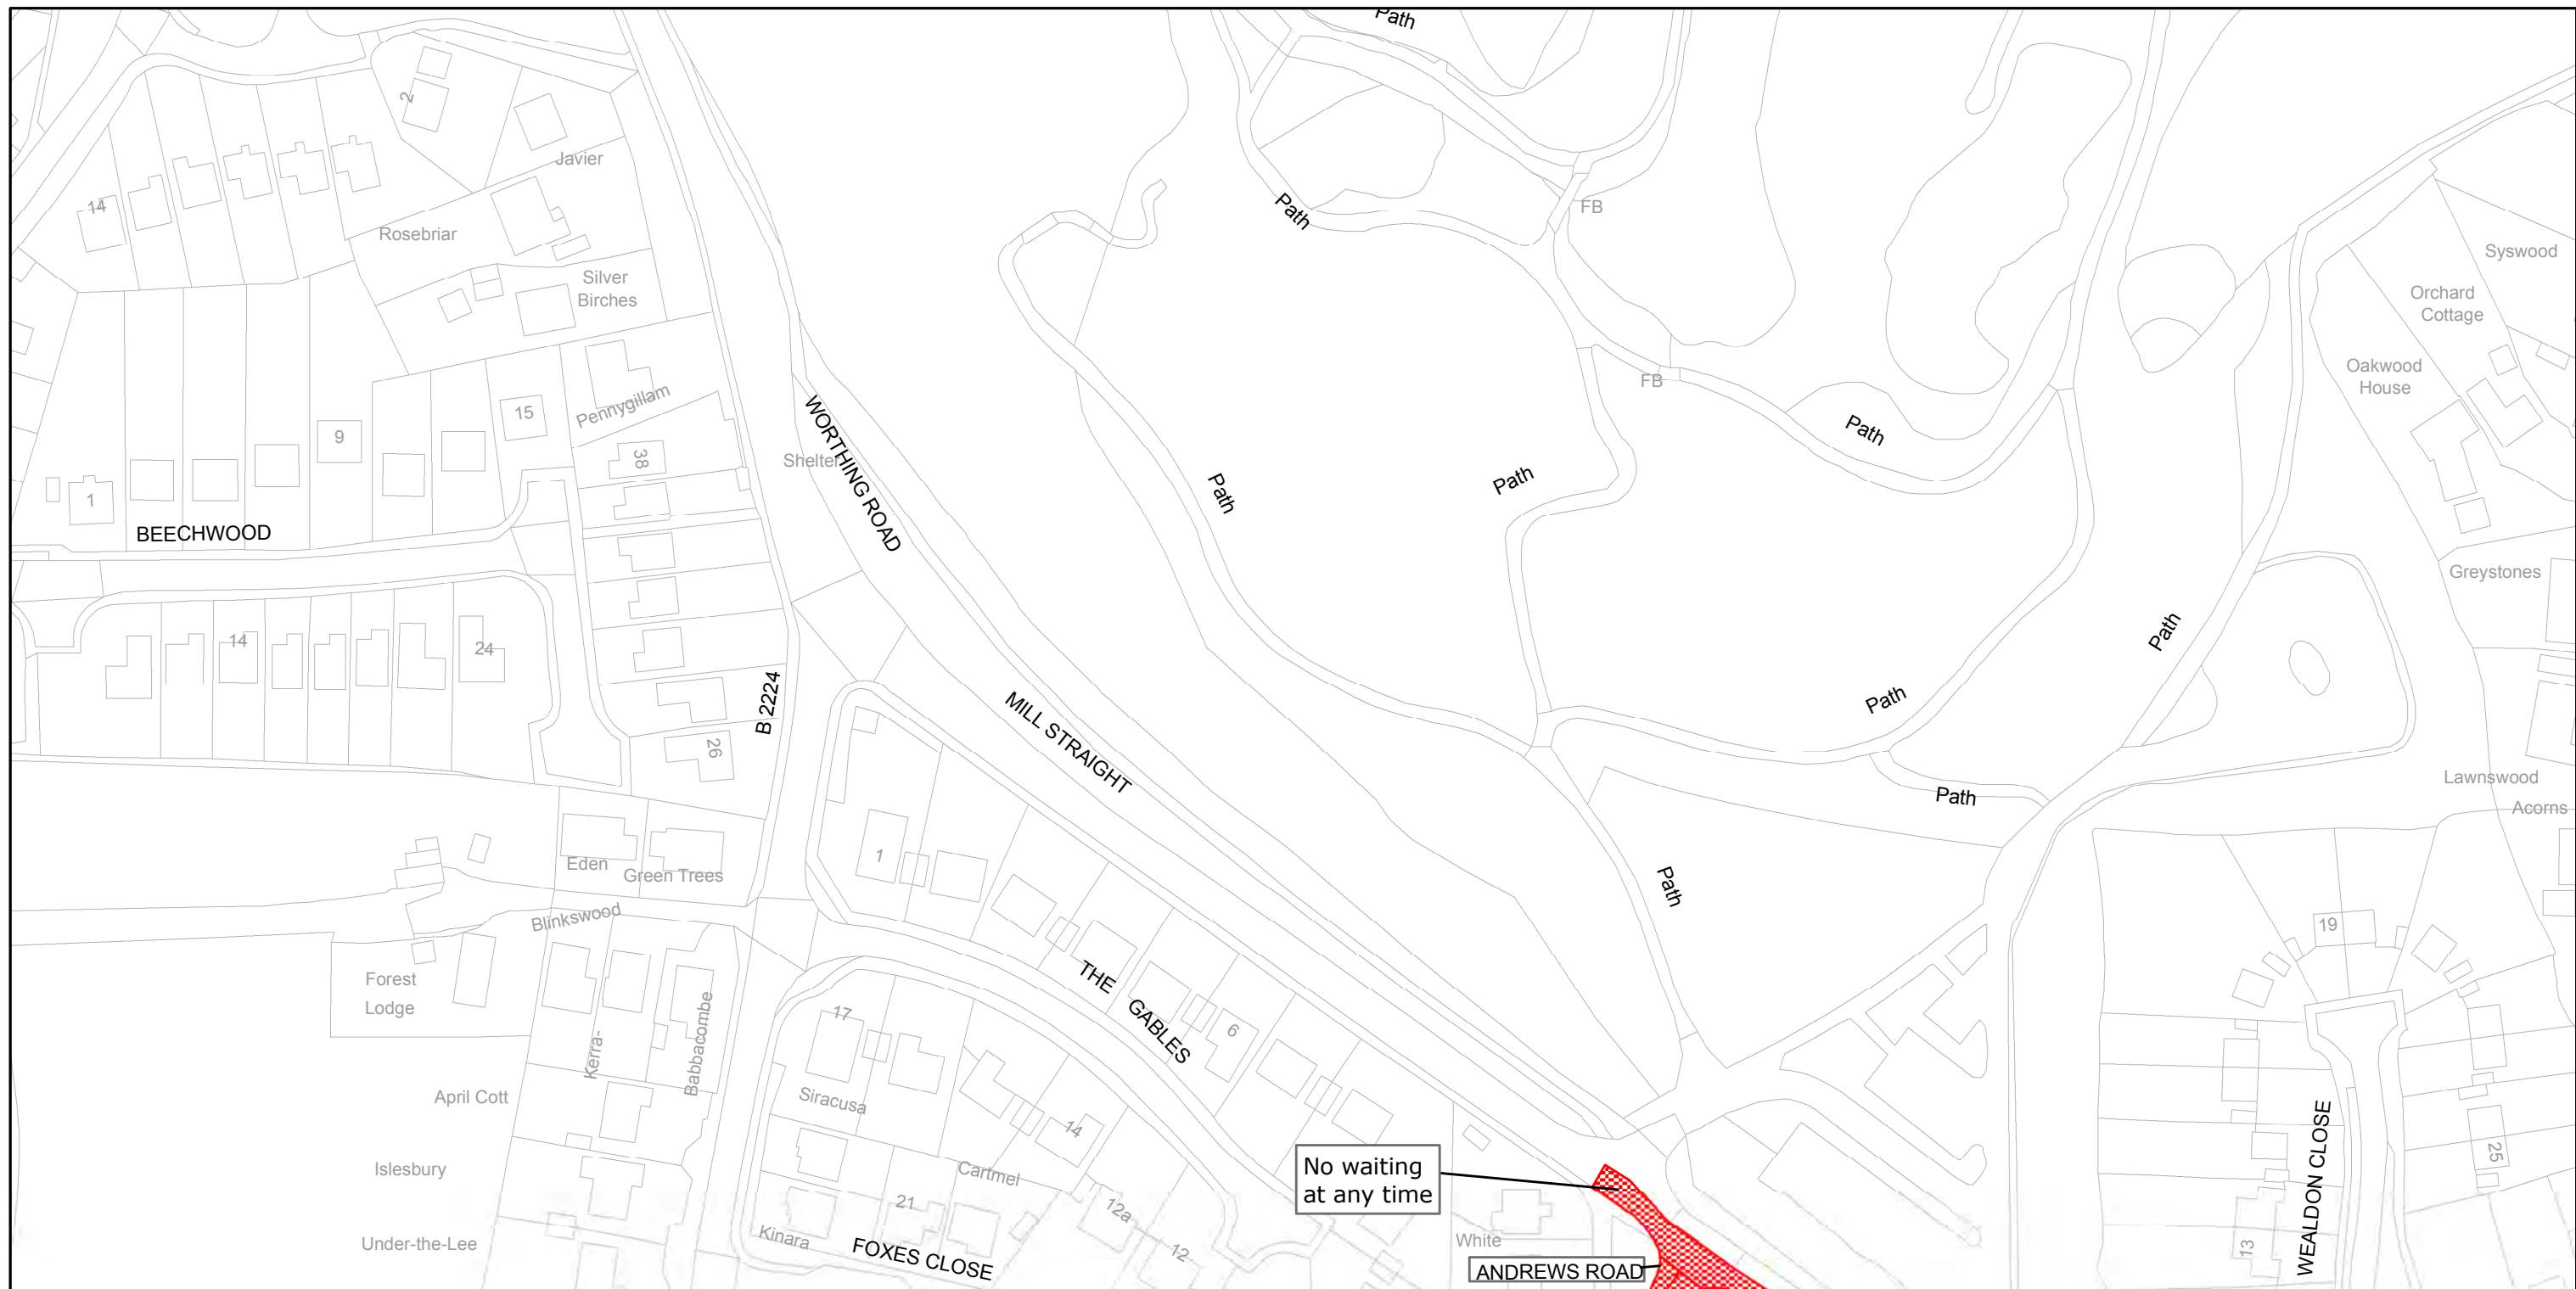 Path
2
Javier
14
Rosebriar
Path
FB
Silver
Birches
Syswood
Orchard
Cottage
Oakwood
House
FB
Pennygillam
15
9
38
1
Shelter
WORTHING ROAD
Path
Path
Path
BEECHWOOD
Greystones
14
24
Path
B 2224
26
MILL STRAIGHT
Path
Path
Lawnswood
Acorns
1
Eden
Green Trees
Path
Blinkswood
19
Forest
Lodge
Kerra-
Babbacombe
THE GABLES
6
17
Siracusa
14
April Cott
Islesbury
Cartmel
No waiting
at any time
25
WEALDON CLOSE
21
12a
12
Under-the-Lee
Kinara
FOXES CLOSE
White
ANDREWS ROAD
13